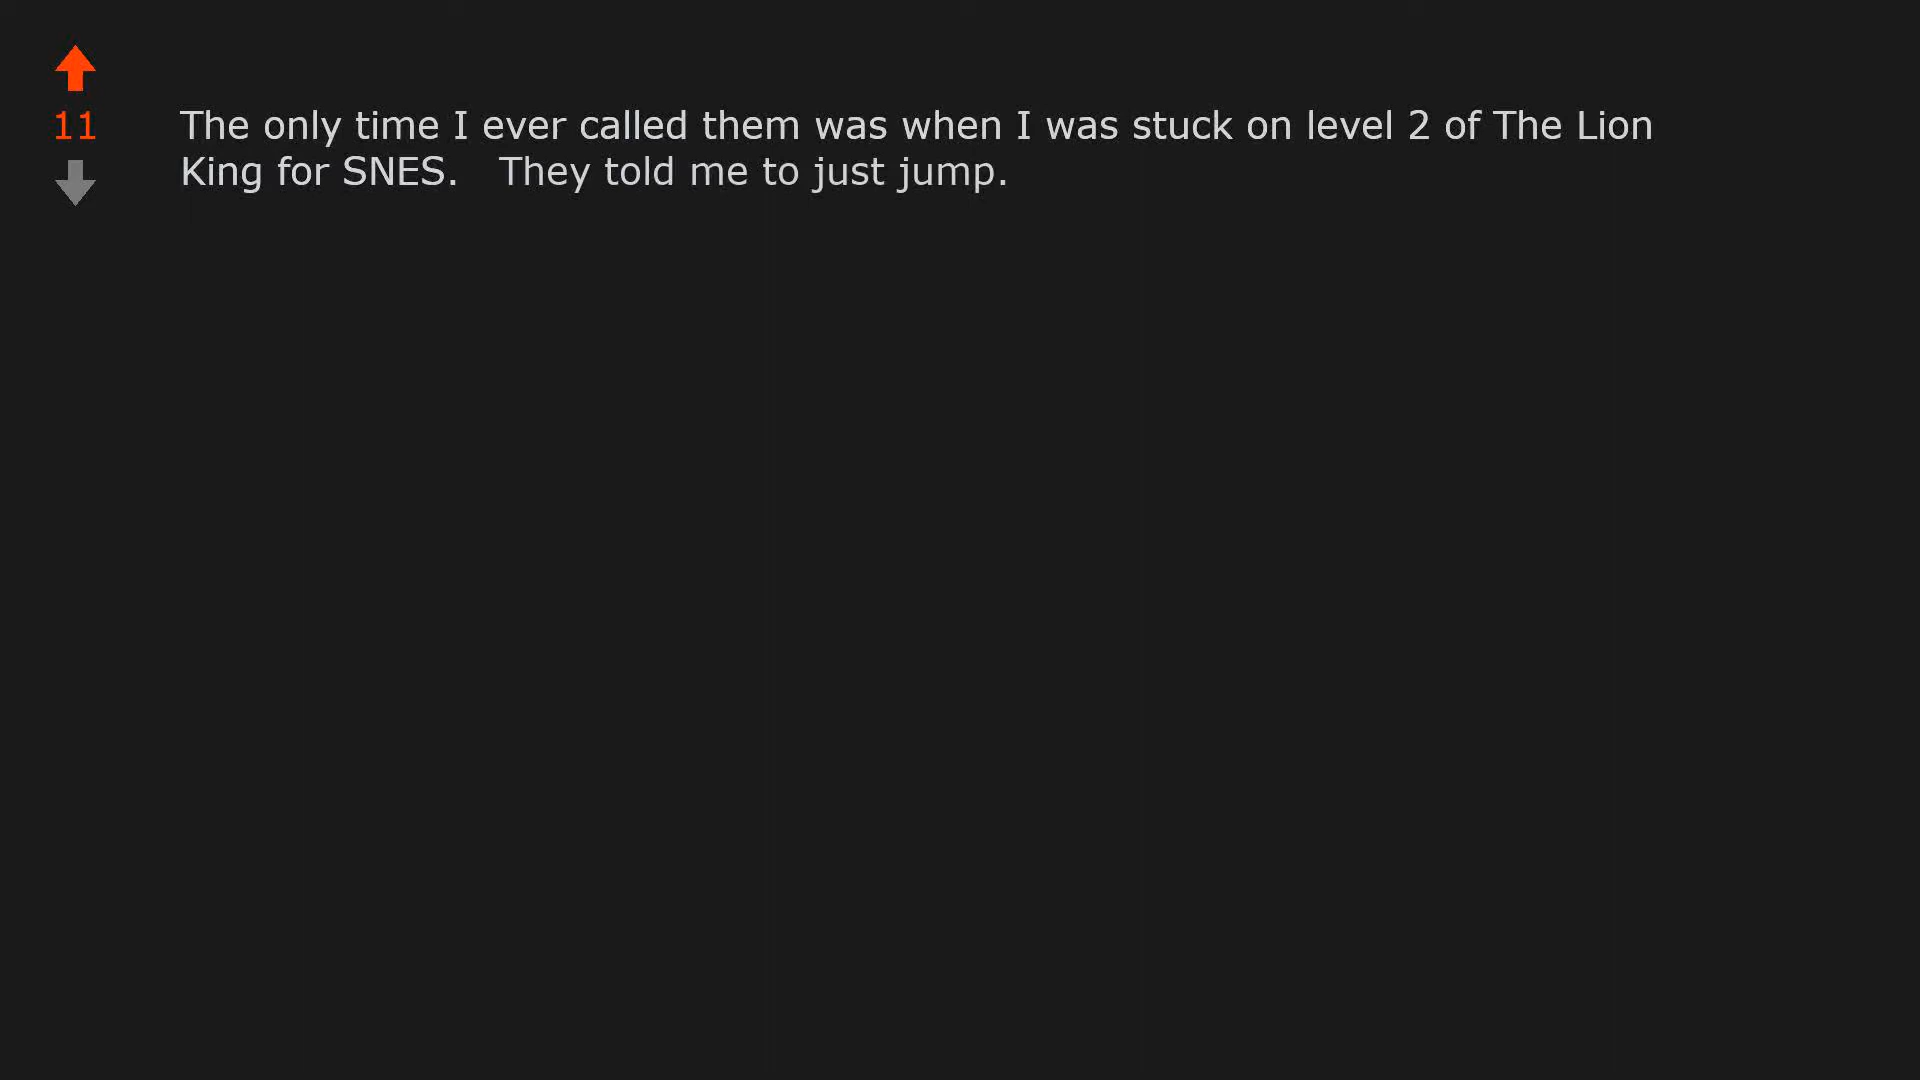 11
The only time I ever called them was when I was stuck on level 2 of The Lion
King for SNES.   They told me to just jump.